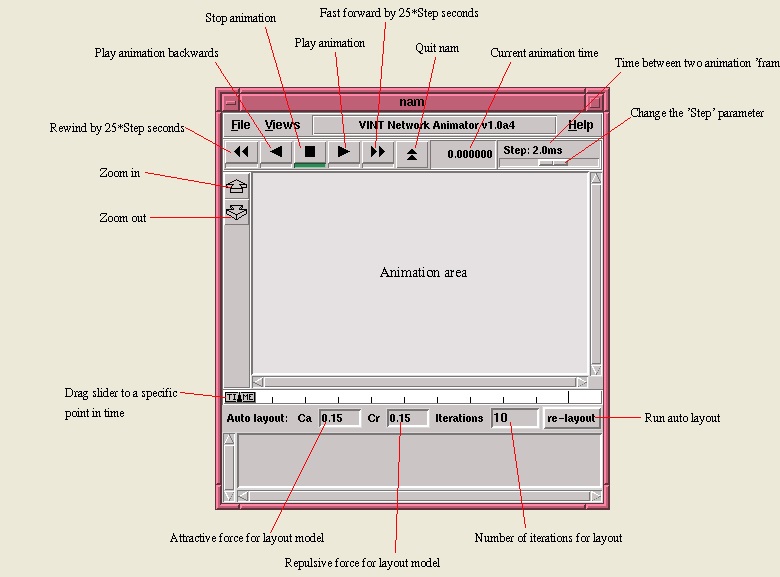 Fast forward by 25*Step seconds
Stop animation
Play animation
Quit nam
Play animation backwards
Current animation time
Time between two animation 'fram
nam
Change the 'Step' parameter
Rewind by 25*Step seconds
File Views VINT Network Animator v1.0a4 Help
0.000000 Step: 2.0ms
Zoom in
Zoom out
Animation area
Drag slider to a specific
point in time
TIME
Auto layout: Ca 0.15 Cr 0.15 Iterations 10 re-layout
Run auto layout
Attractive force for layout model
Number of iterations for layout
Repulsive force for layout model